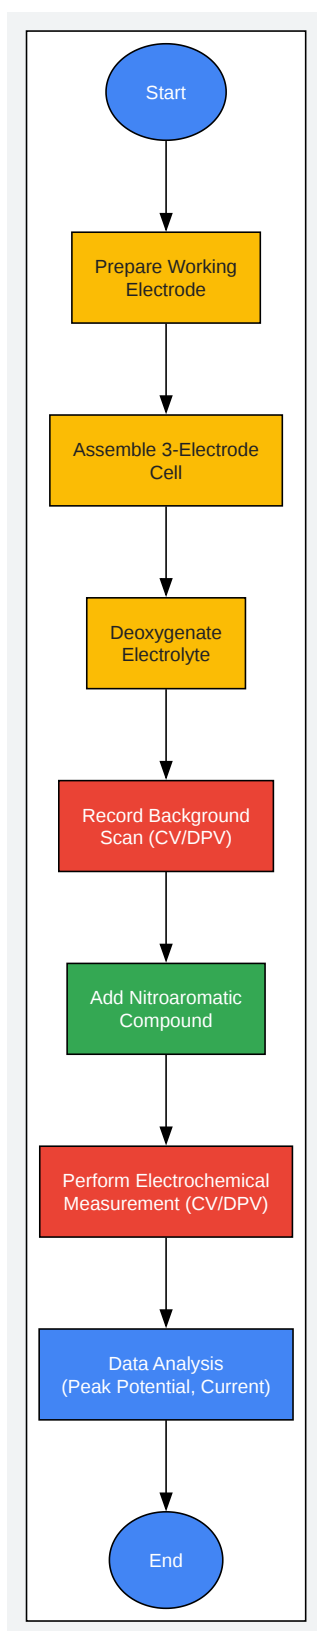 Start
Prepare Working
Electrode
Assemble 3-Electrode
Cell
Deoxygenate
Electrolyte
Record Background
Scan (CV/DPV)
Add Nitroaromatic
Compound
Perform Electrochemical
Measurement (CV/DPV)
Data Analysis
(Peak Potential, Current)
End